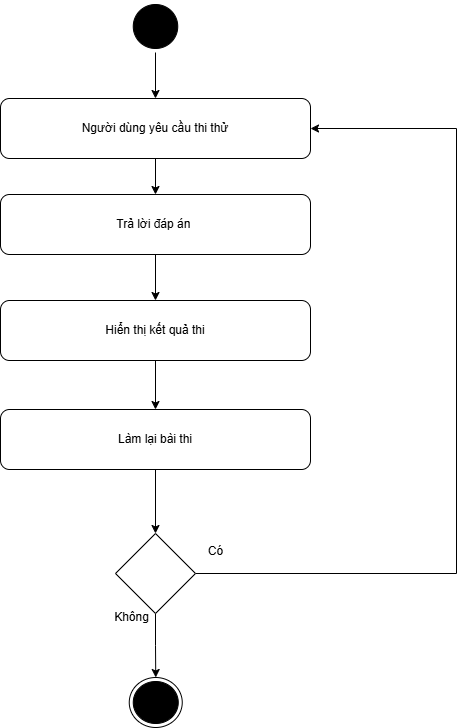 Người dùng yêu cầu thi thử
Trả lời đáp án
Hiển thị kết quả thi
Làm lại bài thi
Có
Không